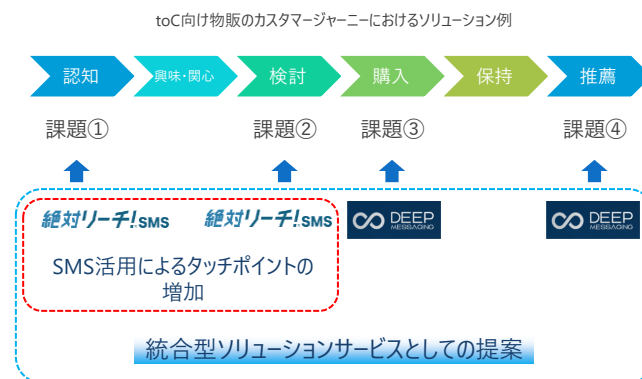 toC向け物販のカスタマージャーニーにおけるソリューション例
認知 興味・関心 検討 購入 保持 推薦
課題① 課題② 課題③ 課題④
絶対リーチ!SMS 絶対リーチ!SMS DEEP MESSAGING DEEP MESSAGING
SMS活用によるタッチポイントの
増加
統合型ソリューションサービスとしての提案